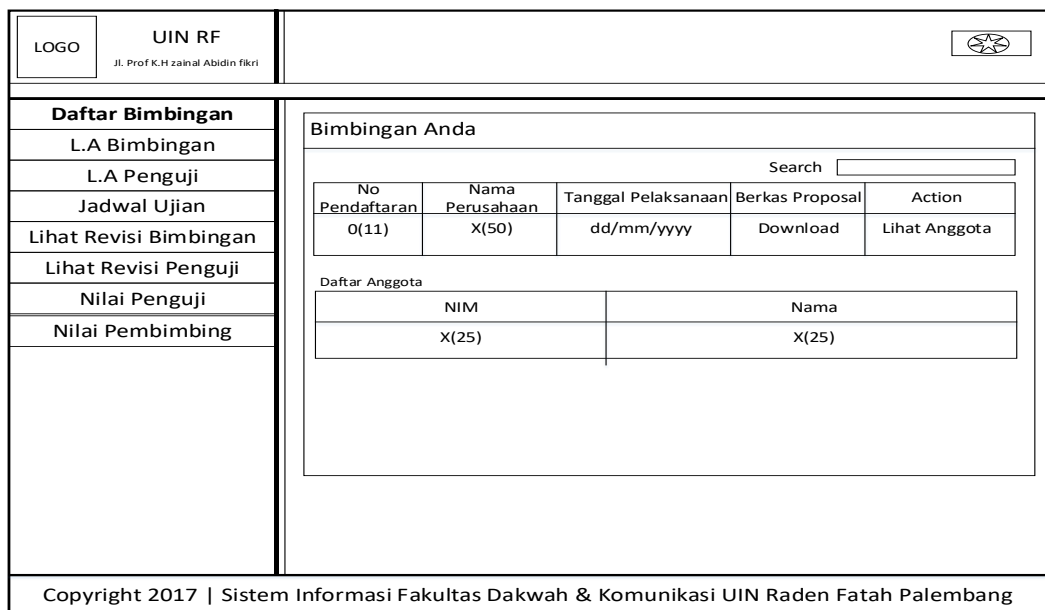 LOGO
UIN RF
Jl. Prof K.H zainal Abidin fikri
Daftar Bimbingan
L.A Bimbingan
L.A Penguji
Jadwal Ujian
Lihat Revisi Bimbingan
Lihat Revisi Penguji
Nilai Penguji
Nilai Pembimbing
Bimbingan Anda
Search
No Pendaftaran Nama Perusahaan Tanggal Pelaksanaan Berkas Proposal Action
0(11) X(50) dd/mm/yyyy Download Lihat Anggota
Daftar Anggota
NIM Nama
X(25) X(25)
Copyright 2017 | Sistem Informasi Fakultas Dakwah & Komunikasi UIN Raden Fatah Palembang